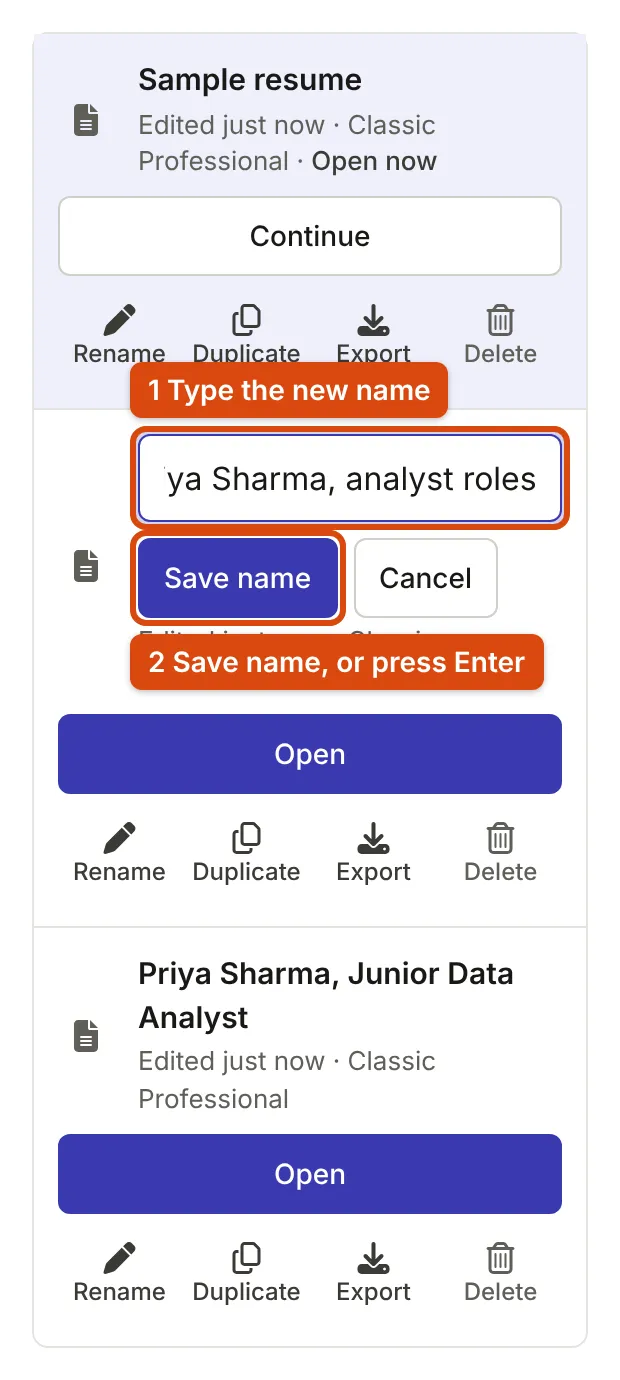 Sample resume
Edited just now · Classic
Professional · Open now
Continue
Rename Duplicate Export Delete
1 Type the new name
ya Sharma, analyst roles
Save name Cancel
2 Save name, or press Enter
Open
Rename Duplicate Export Delete
Priya Sharma, Junior Data
Analyst
Edited just now · Classic
Professional
Open
Rename Duplicate Export Delete